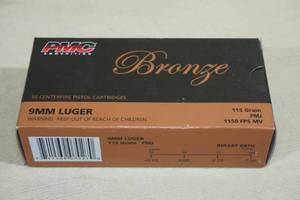 PMC
AMMUNITION
Bronze
50 CENTERFIRE PISTOL CARTRIDGES
9MM LUGER
WARNING: KEEP OUT OF REACH OF CHILDREN
115 Grain
FMJ
1150 FPS MV
9MM LUGER
115 GRAIN FMJ
BULLET PATH